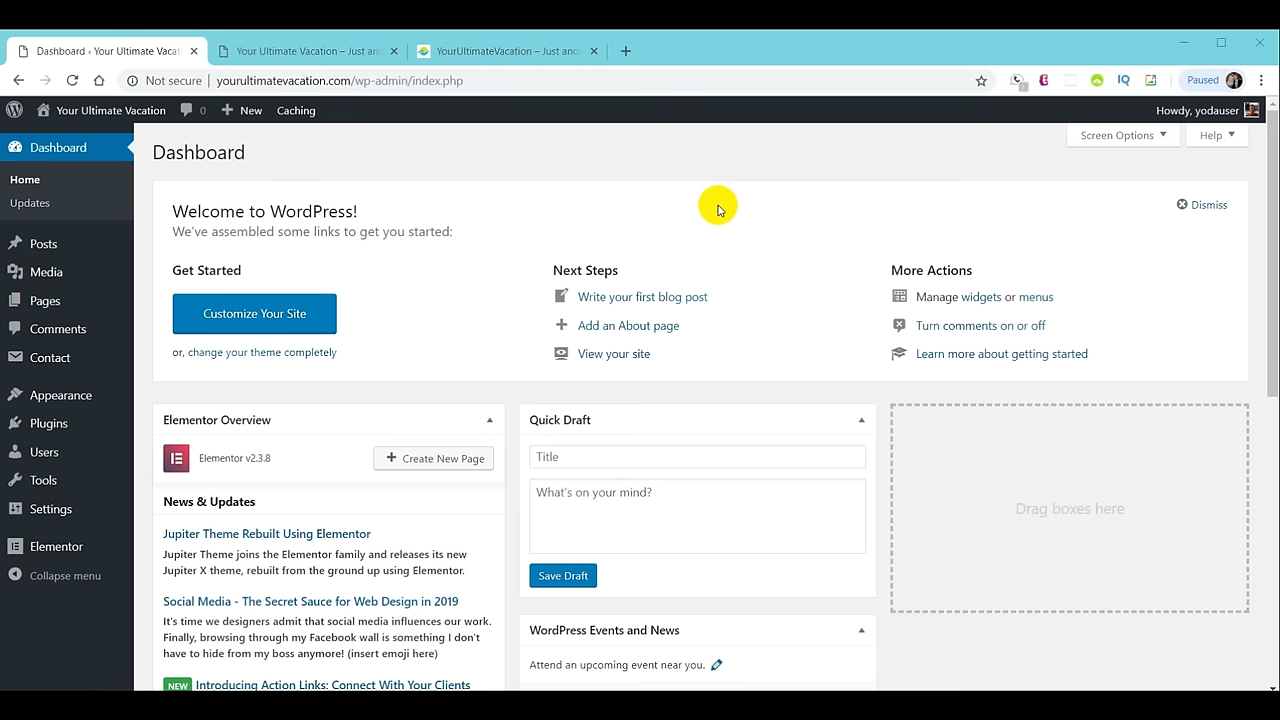 Dashboard ‹ Your Ultimate Vacat
Your Ultimate Vacation – Just an
YourUltimateVacation – Just anot
Not secure | yourultimatevacation.com/wp-admin/index.php
IQ
Paused
Your Ultimate Vacation
0
New
Caching
Howdy, yodauser
Dashboard
Home
Updates
Posts
Media
Pages
Comments
Contact
Appearance
Plugins
Users
Tools
Settings
Elementor
Collapse menu
Screen Options
Help
Dashboard
Welcome to WordPress!
We've assembled some links to get you started:
Dismiss
Get Started
Customize Your Site
or, change your theme completely
Next Steps
Write your first blog post
Add an About page
View your site
More Actions
Manage widgets or menus
Turn comments on or off
Learn more about getting started
Elementor Overview
Elementor v2.3.8
Create New Page
News & Updates
Jupiter Theme Rebuilt Using Elementor
Jupiter Theme joins the Elementor family and releases its new
Jupiter X theme, rebuilt from the ground up using Elementor.
Social Media - The Secret Sauce for Web Design in 2019
It's time we designers admit that social media influences our work.
Finally, browsing through my Facebook wall is something I don't
have to hide from my boss anymore! (insert emoji here)
NEW Introducing Action Links: Connect With Your Clients
Quick Draft
Title
What's on your mind?
Save Draft
WordPress Events and News
Attend an upcoming event near you.
Drag boxes here